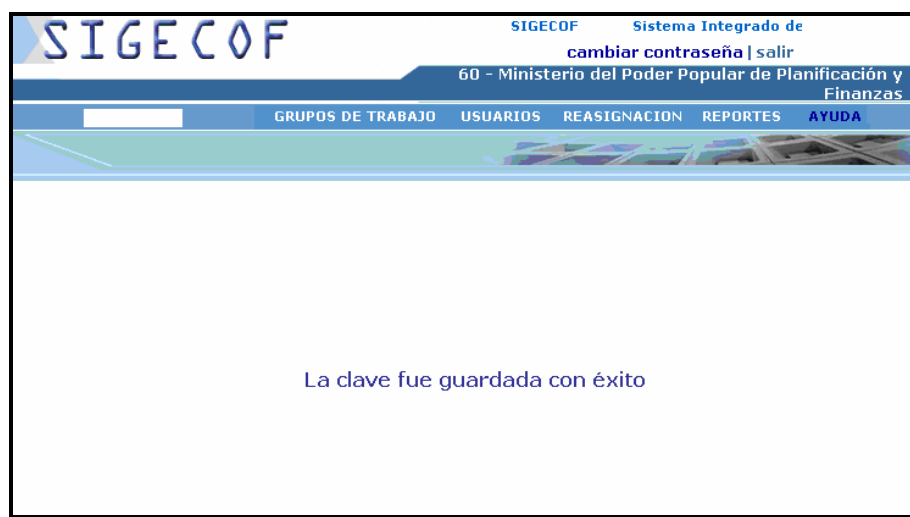 SIGECOF
SIGECOF Sistema Integrado de
cambiar contraseña | salir
60 - Ministerio del Poder Popular de Planificación y
Finanzas
GRUPOS DE TRABAJO USUARIOS REASIGNACION REPORTES AYUDA
La clave fue guardada con éxito